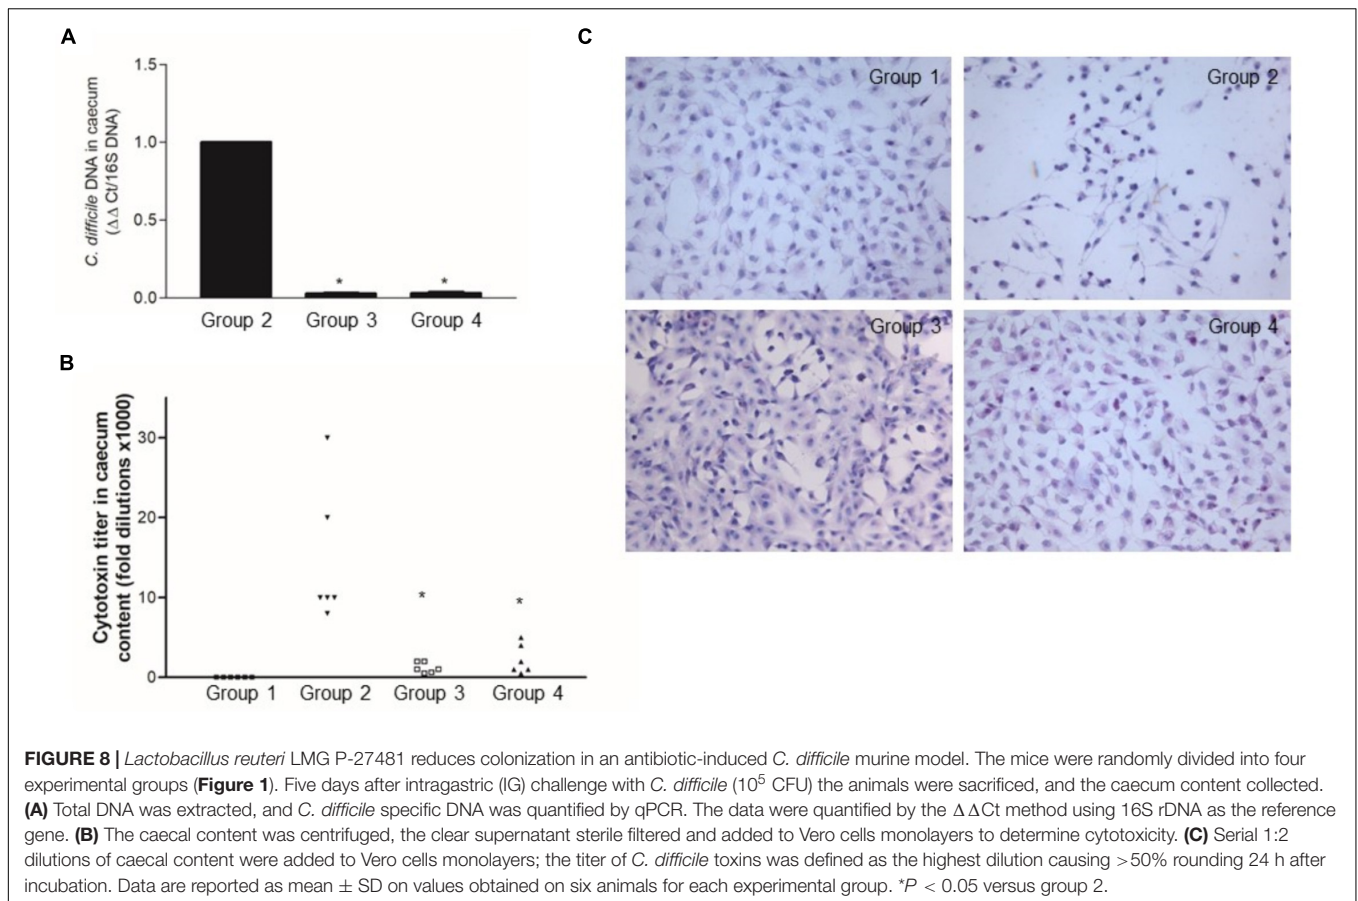 A
C. difficile DNA in caecum
(ΔΔ Ct/16S DNA)
1.5
1.0
0.5
0.0
*
*
Group 2
Group 3
Group 4
B
Cytotoxin titer in caecum
content (fold dilutions x1000)
30
20
10
0
*
*
Group 1
Group 2
Group 3
Group 4
C
Group 1
Group 2
Group 3
Group 4
FIGURE 8 | Lactobacillus reuteri LMG P-27481 reduces colonization in an antibiotic-induced C. difficile murine model. The mice were randomly divided into four
experimental groups (Figure 1). Five days after intragastric (IG) challenge with C. difficile (10⁵ CFU) the animals were sacrificed, and the caecum content collected.
(A) Total DNA was extracted, and C. difficile specific DNA was quantified by qPCR. The data were quantified by the ΔΔCt method using 16S rDNA as the reference
gene. (B) The caecal content was centrifuged, the clear supernatant sterile filtered and added to Vero cells monolayers to determine cytotoxicity. (C) Serial 1:2
dilutions of caecal content were added to Vero cells monolayers; the titer of C. difficile toxins was defined as the highest dilution causing >50% rounding 24 h after
incubation. Data are reported as mean ± SD on values obtained on six animals for each experimental group. *P < 0.05 versus group 2.